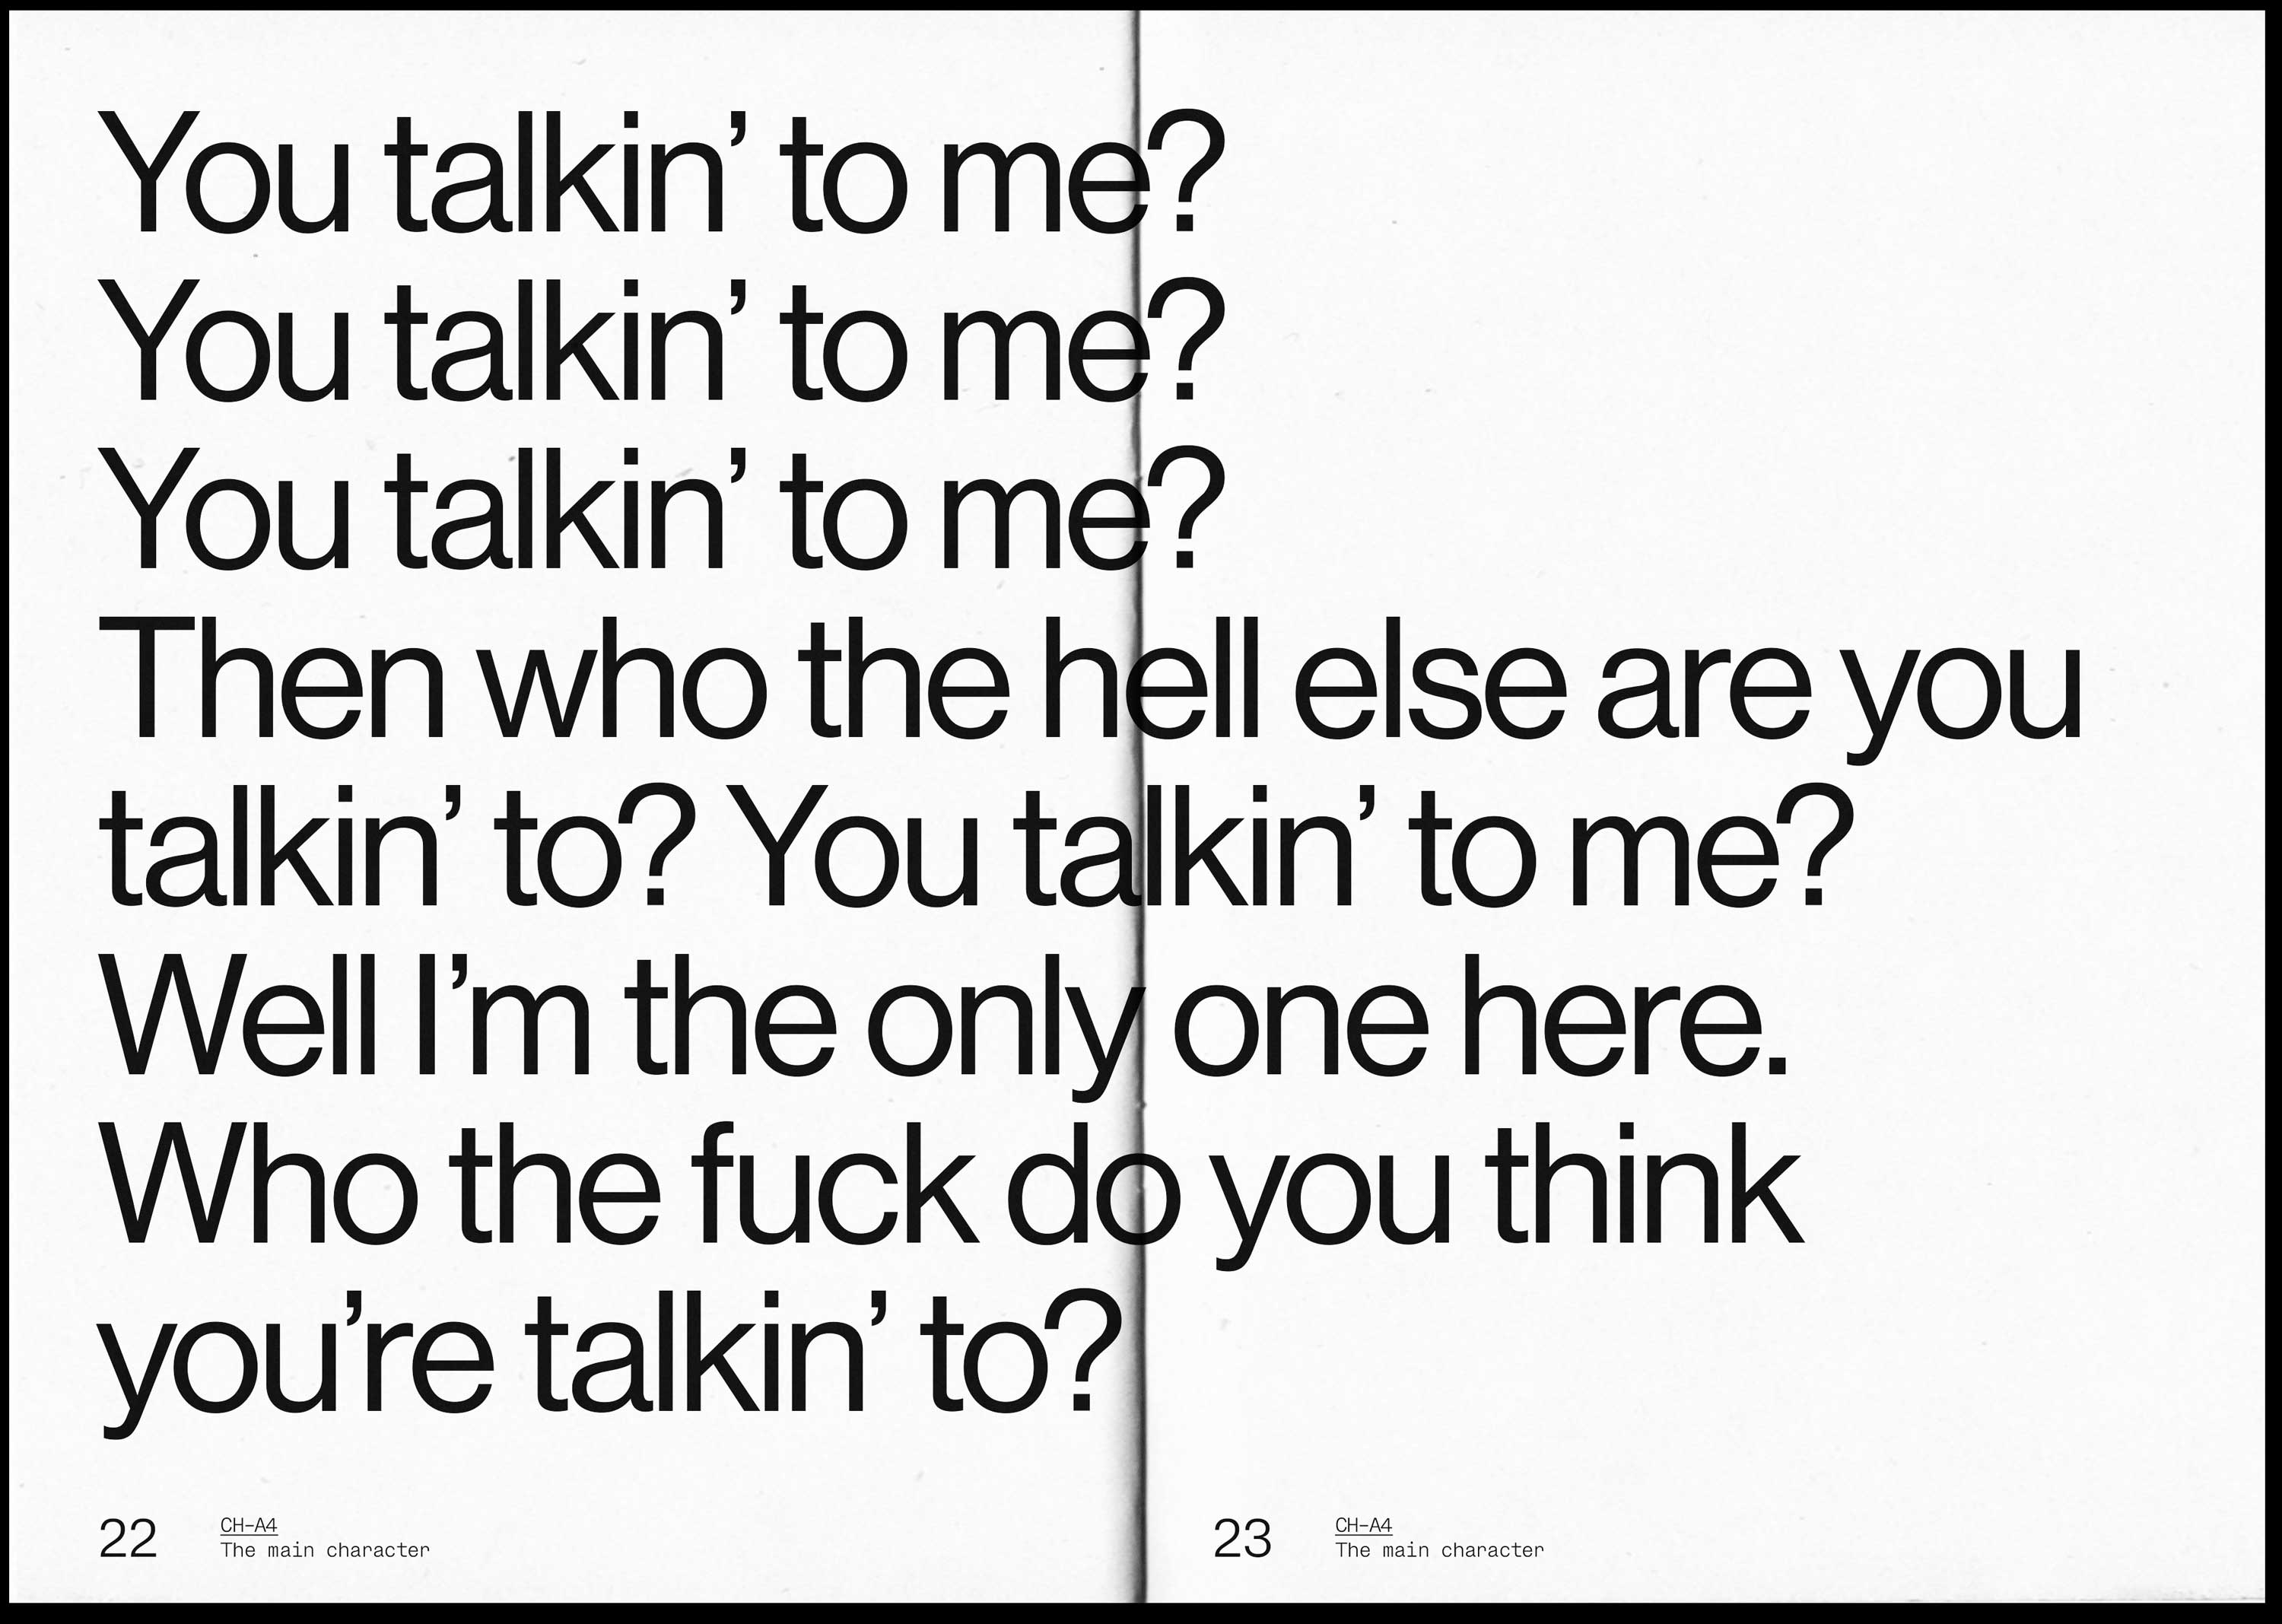 You talkin’ to me?
You talkin’ to me?
You talkin’ to me?
Then who the hell else are you
talkin’ to? You talkin’ to me?
Well I’m the only one here.
Who the fuck do you think
you’re talkin’ to?
22
CH–A4
The main character
23
CH–A4
The main character